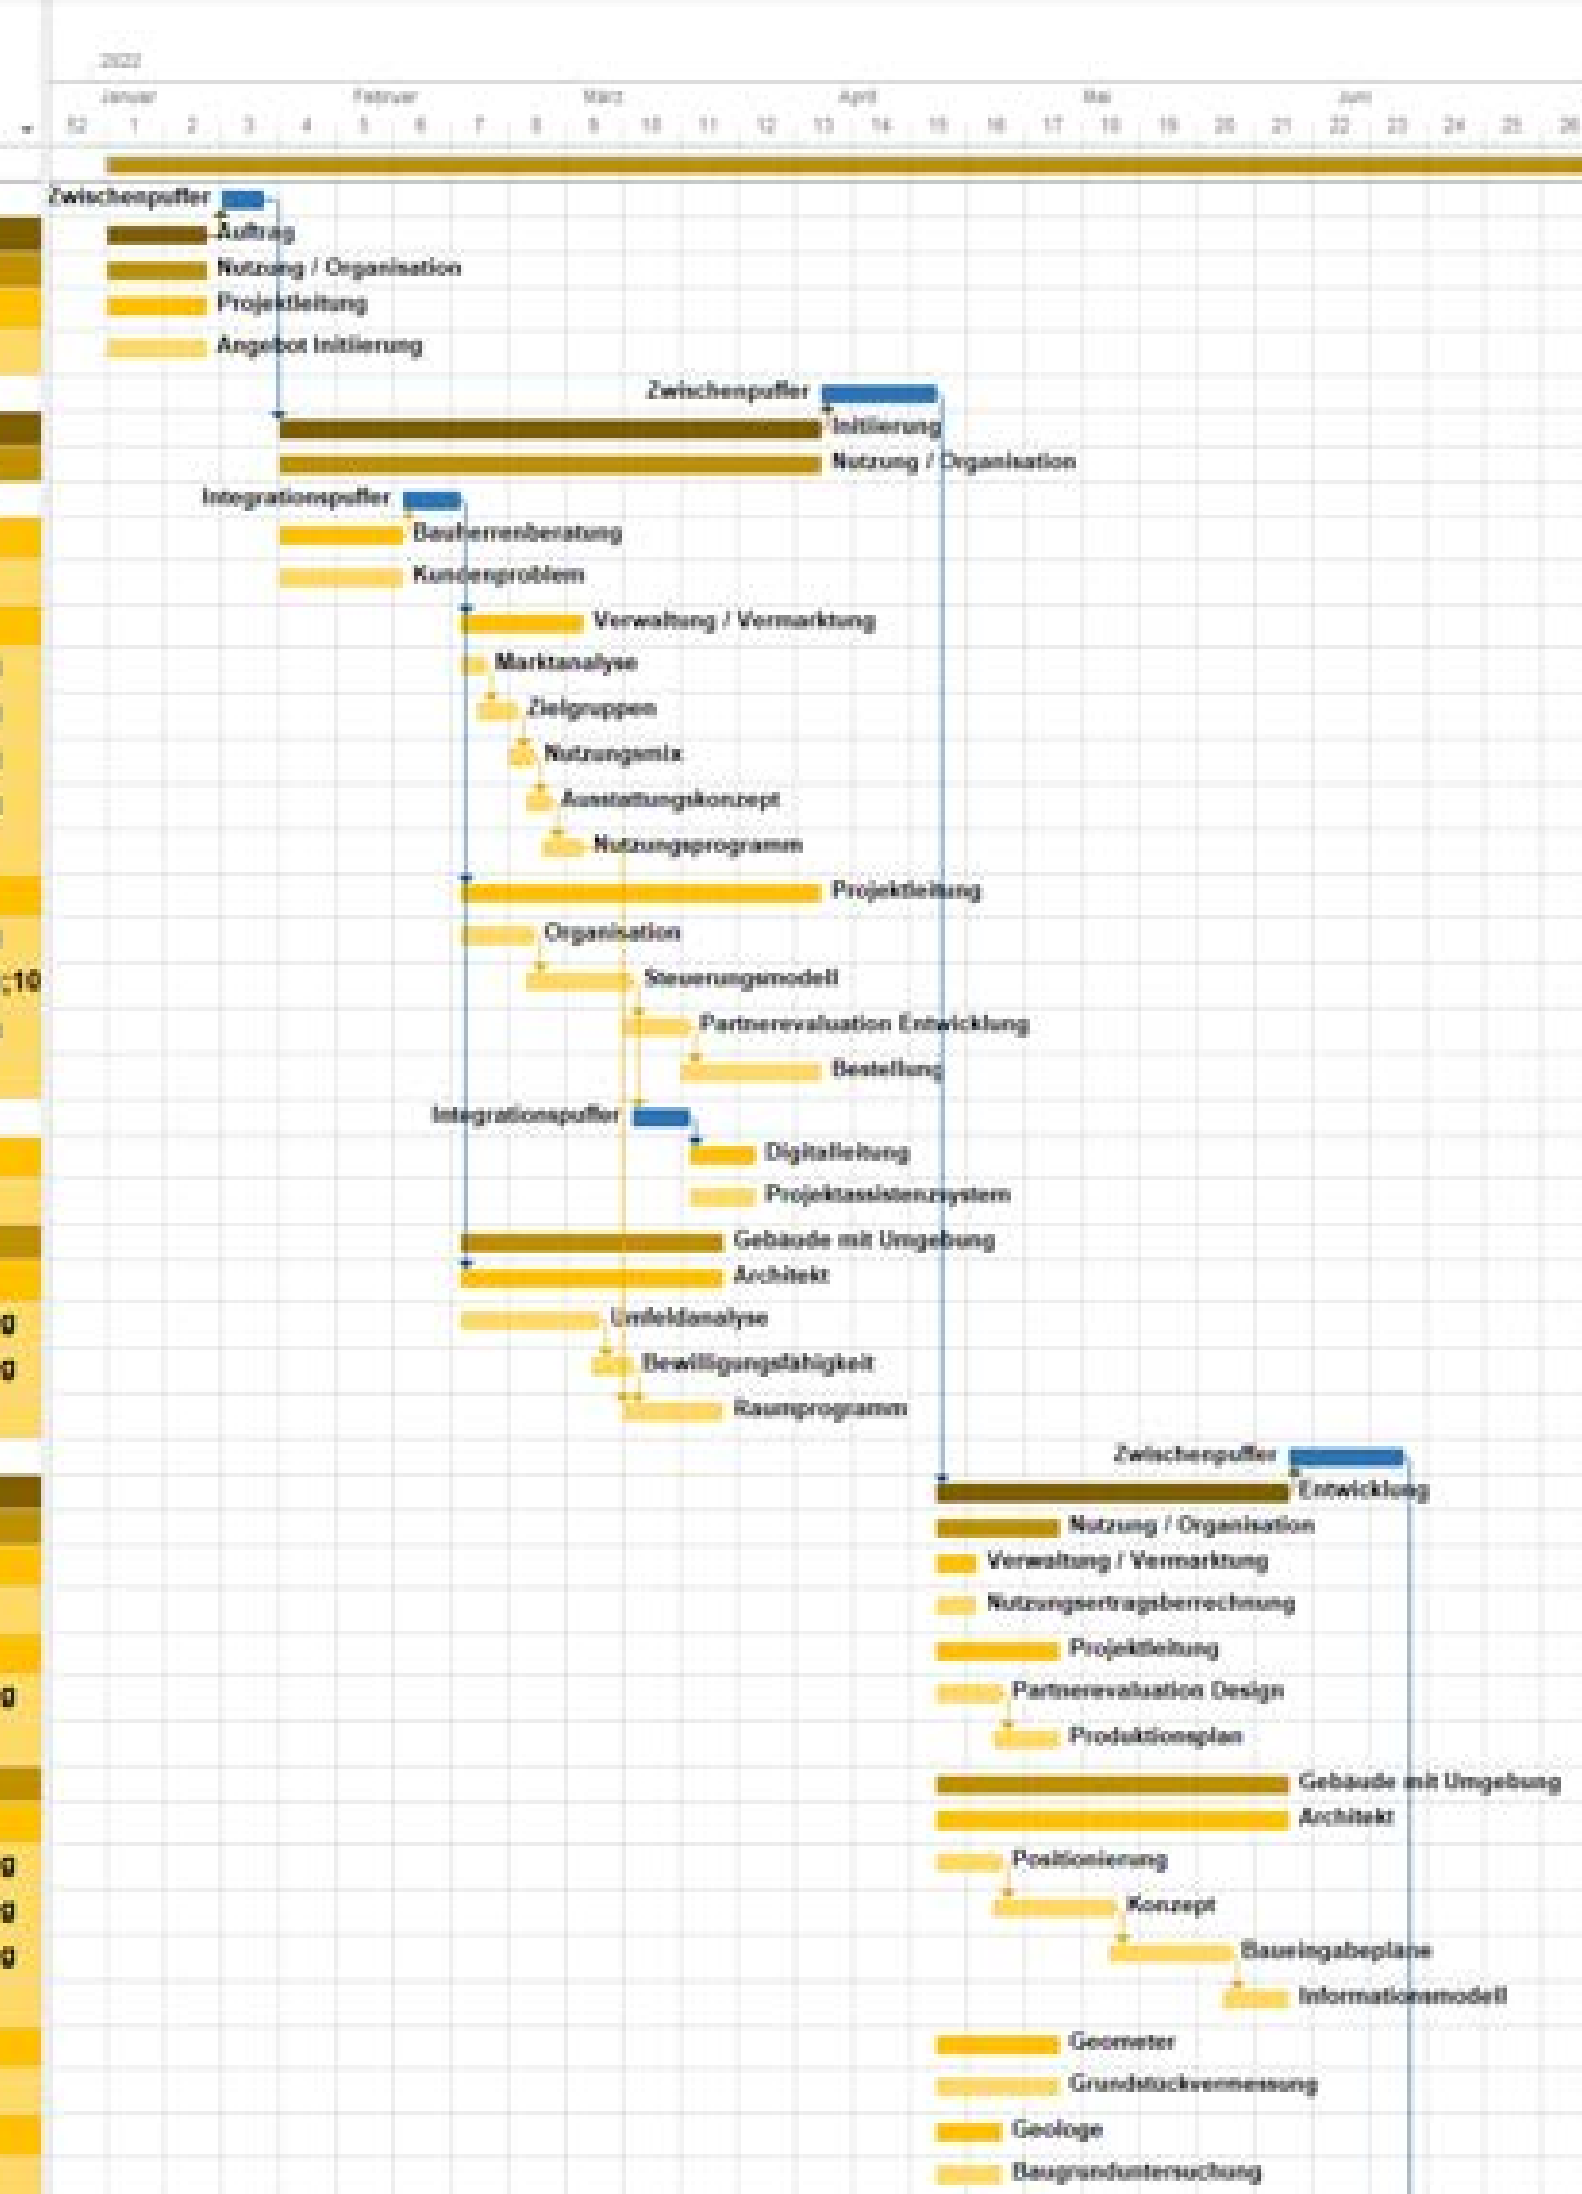 2022
Januar Februar März April Mai Juni
52 1 2 3 4 5 6 7 8 9 10 11 12 13 14 15 16 17 18 19 20 21 22 23 24 25 26
Zwischenpuffer
Auftrag
Nutzung / Organisation
Projektleitung
Angebot Initiierung
Zwischenpuffer
Initiierung
Nutzung / Organisation
Integrationspuffer
Bauherrenberatung
Kundenproblem
Verwaltung / Vermarktung
Marktanalyse
Zielgruppen
Nutzungsmix
Ausstattungskonzept
Nutzungsprogramm
Projektleitung
Organisation
;10 Steuerungsmodell
Partnerevaluation Entwicklung
Bestellung
Integrationspuffer
Digitalleitung
Projektassistenzsystem
Gebäude mit Umgebung
Architekt
g Umfeldanalyse
g Bewilligungsfähigkeit
Raumprogramm
Zwischenpuffer
Entwicklung
Nutzung / Organisation
Verwaltung / Vermarktung
Nutzungsertragsberrechnung
Projektleitung
g Partnerevaluation Design
Produktionsplan
Gebäude mit Umgebung
Architekt
g Positionierung
g Konzept
g Baueingabepläne
Informationsmodell
Geometer
Grundstückvermessung
Geologe
Baugrunduntersuchung